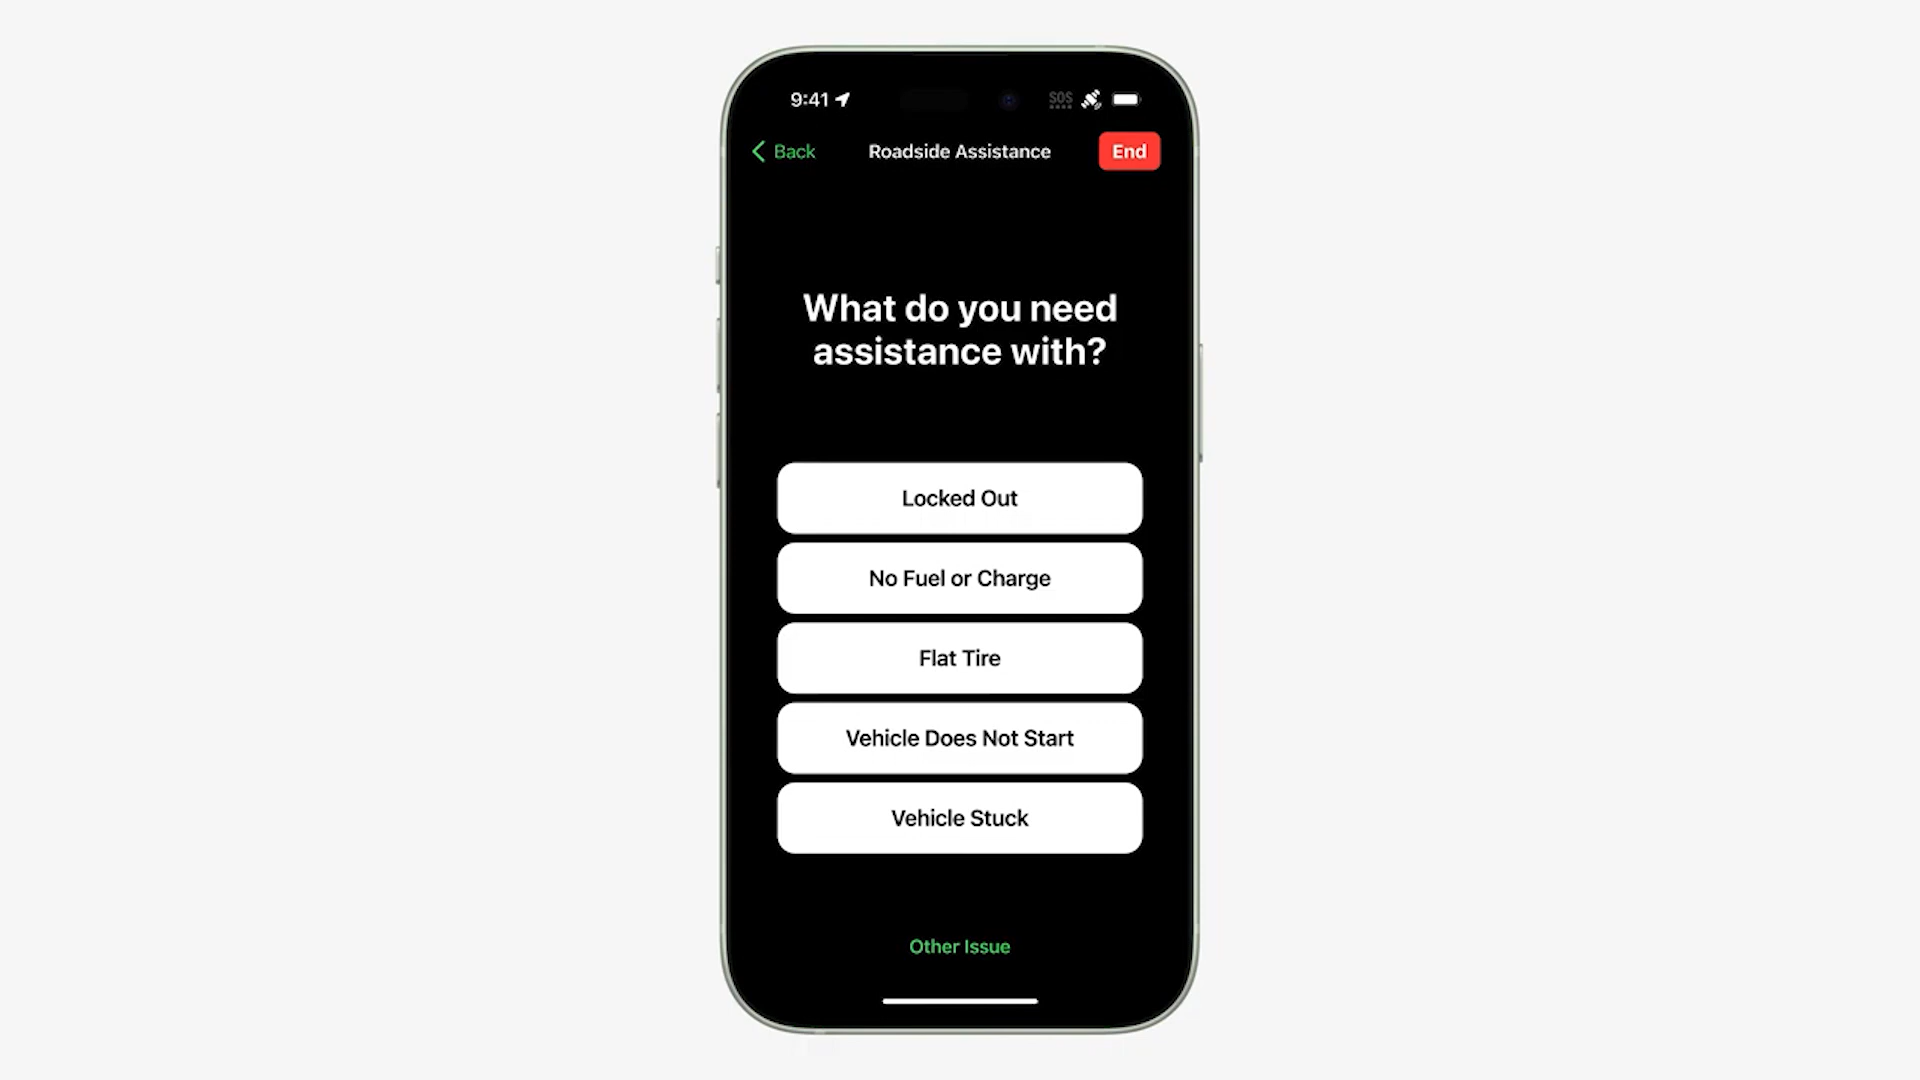 9:41 SOS
Back Roadside Assistance End
What do you need
assistance with?
Locked Out
No Fuel or Charge
Flat Tire
Vehicle Does Not Start
Vehicle Stuck
Other Issue